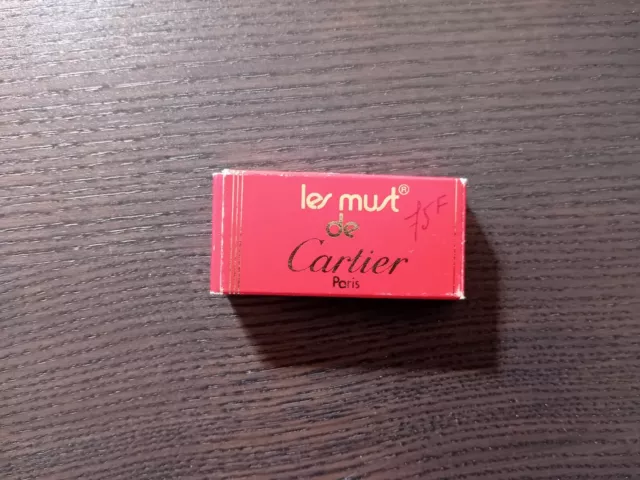 les must®
de
Cartier
Paris
75F